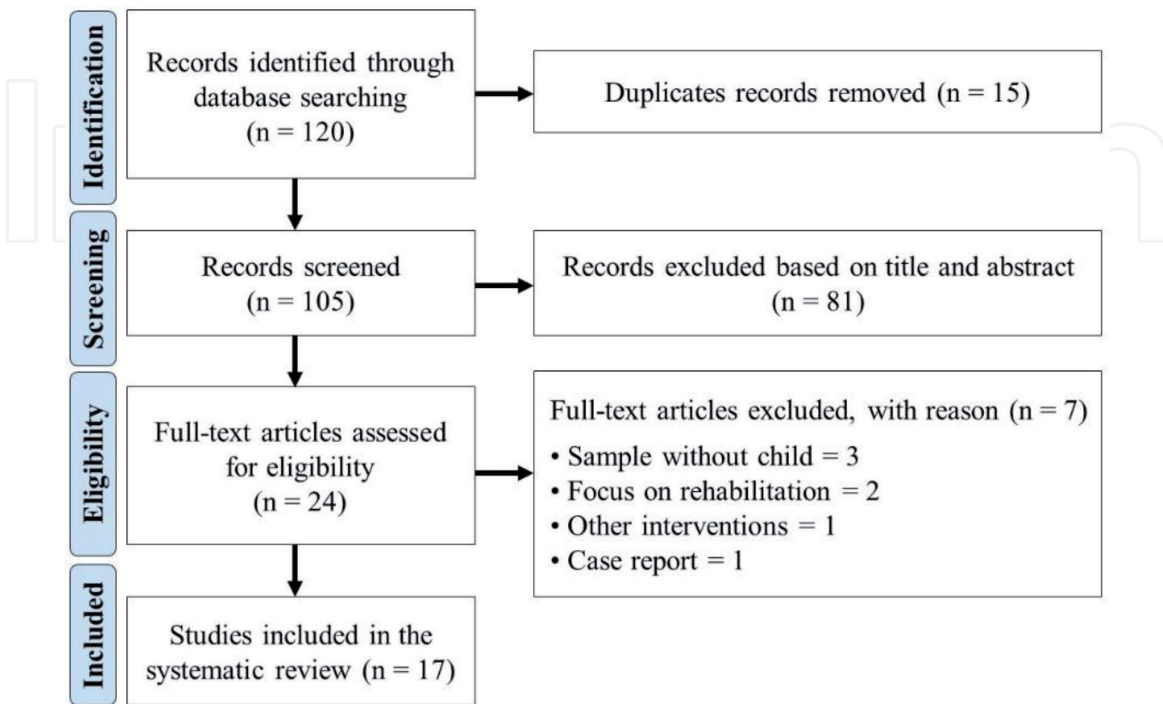 Identification
Records identified through
database searching
(n = 120)
Duplicates records removed (n = 15)
Screening
Records screened
(n = 105)
Records excluded based on title and abstract
(n = 81)
Eligibility
Full-text articles assessed
for eligibility
(n = 24)
Full-text articles excluded, with reason (n = 7)
• Sample without child = 3
• Focus on rehabilitation = 2
• Other interventions = 1
• Case report = 1
Included
Studies included in the
systematic review (n = 17)